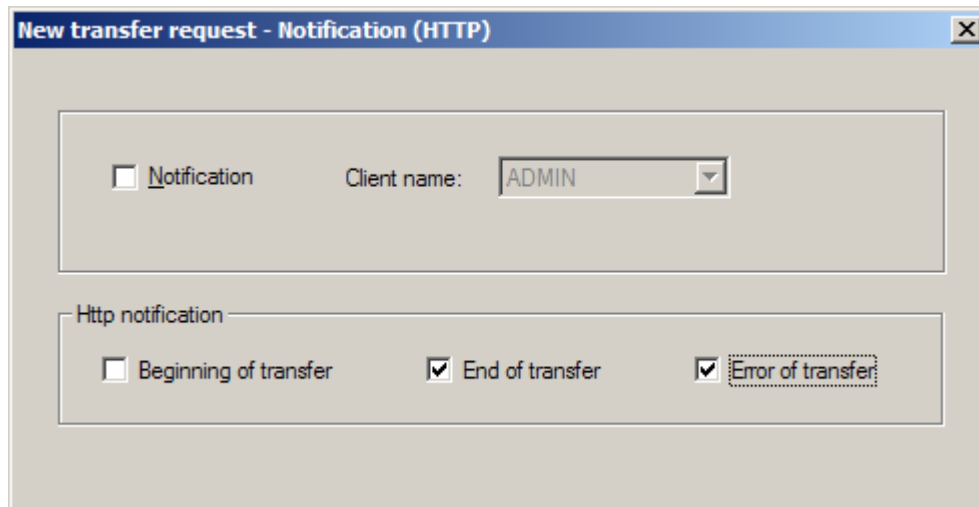 New transfer request - Notification (HTTP)
Notification Client name: ADMIN
Http notification
Beginning of transfer End of transfer Error of transfer